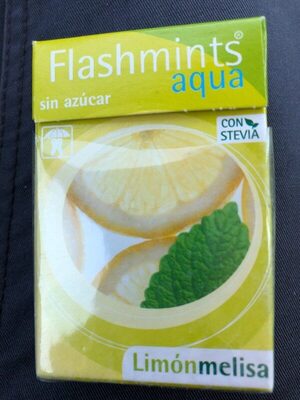 Flashmints®
aqua
sin azúcar
CON
STEVIA
Limónmelisa